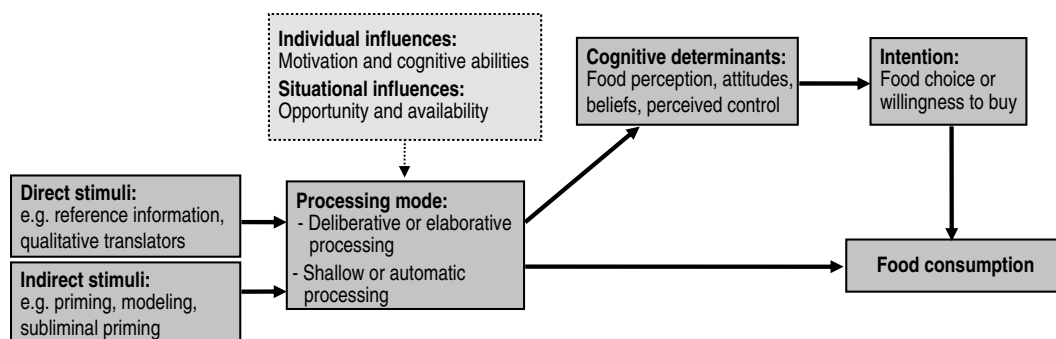 Individual influences:
Motivation and cognitive abilities
Situational influences:
Opportunity and availability
Cognitive determinants:
Food perception, attitudes,
beliefs, perceived control
Intention:
Food choice or
willingness to buy
Direct stimuli:
e.g. reference information,
qualitative translators
Indirect stimuli:
e.g. priming, modeling,
subliminal priming
Processing mode:
- Deliberative or elaborative
processing
- Shallow or automatic
processing
Food consumption